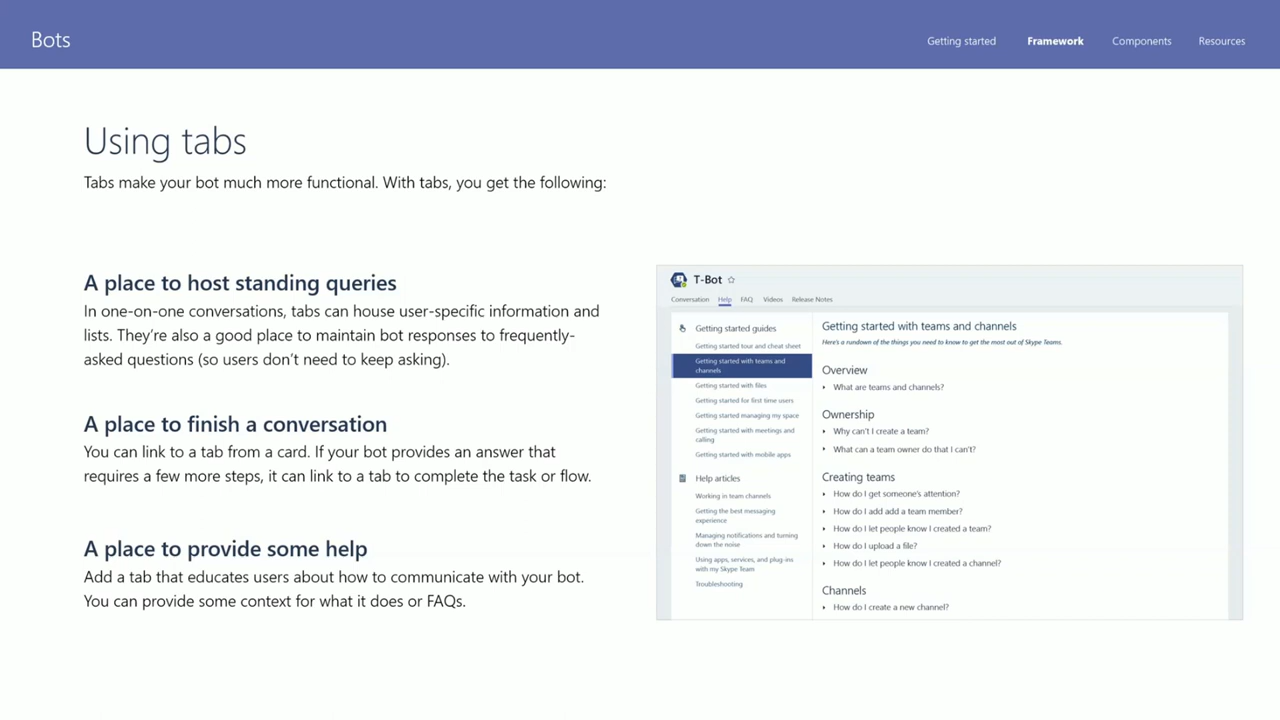 Bots
Getting started
Framework
Components
Resources
Using tabs
Tabs make your bot much more functional. With tabs, you get the following:
A place to host standing queries
In one-on-one conversations, tabs can house user-specific information and
lists. They're also a good place to maintain bot responses to frequently-
asked questions (so users don't need to keep asking).
A place to finish a conversation
You can link to a tab from a card. If your bot provides an answer that
requires a few more steps, it can link to a tab to complete the task or flow.
A place to provide some help
Add a tab that educates users about how to communicate with your bot.
You can provide some context for what it does or FAQs.
T-Bot
Conversation
Help
FAQ
Videos
Release Notes
Getting started guides
Getting started tour and cheat sheet
Getting started with teams and
channels
Getting started with files
Getting started for first time users
Getting started managing my space
Getting started with meetings and
calling
Getting started with mobile apps
Help articles
Working in team channels
Getting the best messaging
experience
Managing notifications and turning
down the noise
Using apps, services, and plug-ins
with my Skype Team
Troubleshooting
Getting started with teams and channels
Here's a rundown of the things you need to know to get the most out of Skype Teams.
Overview
What are teams and channels?
Ownership
Why can't I create a team?
What can a team owner do that I can't?
Creating teams
How do I get someone's attention?
How do I add add a team member?
How do I let people know I created a team?
How do I upload a file?
How do I let people know I created a channel?
Channels
How do I create a new channel?